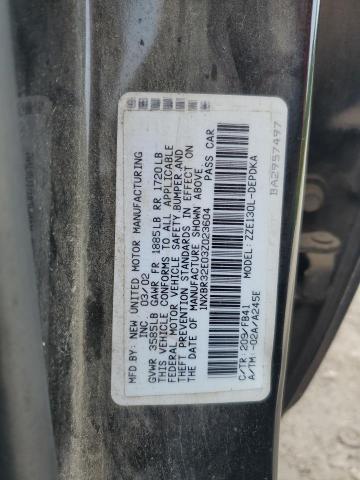 MFD BY: NEW UNITED MOTOR MANUFACTURING
INC 03/02
GVWR 3585LB GAWR FR 1885LB RR 1720LB
THIS VEHICLE CONFORMS TO ALL APPLICABLE
FEDERAL MOTOR VEHICLE SAFETY,BUMPER,AND
THEFT PREVENTION STANDARDS IN EFFECT ON
THE DATE OF MANUFACTURE SHOWN ABOVE.
1NXBR32E03Z023604 PASS CAR
MODEL: ZZE130L-DEPDKA
C/TR: 209/FB41
A/TM: -02A/A245E
BA2957497